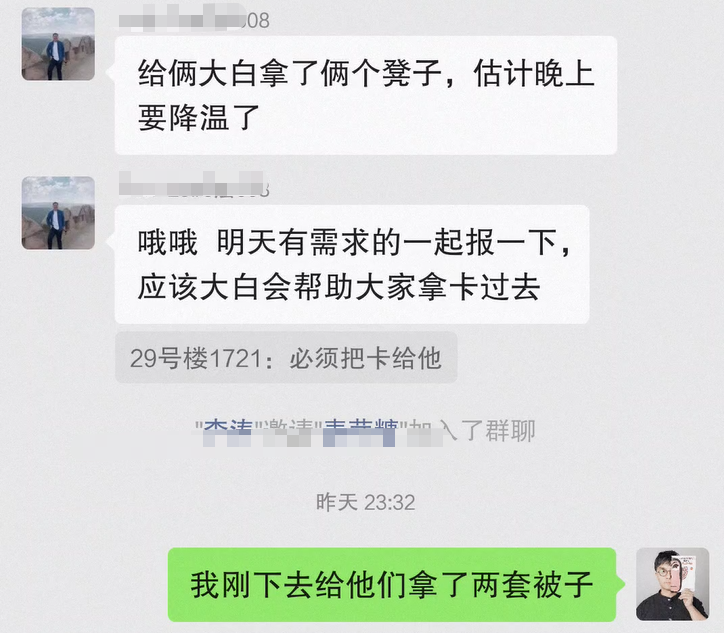 08
给俩大白拿了俩个凳子，估计晚上
要降温了
哦哦 明天有需求的一起报一下，
应该大白会帮助大家拿卡过去
29号楼1721：必须把卡给他
加入了群聊
昨天 23:32
我刚下去给他们拿了两套被子